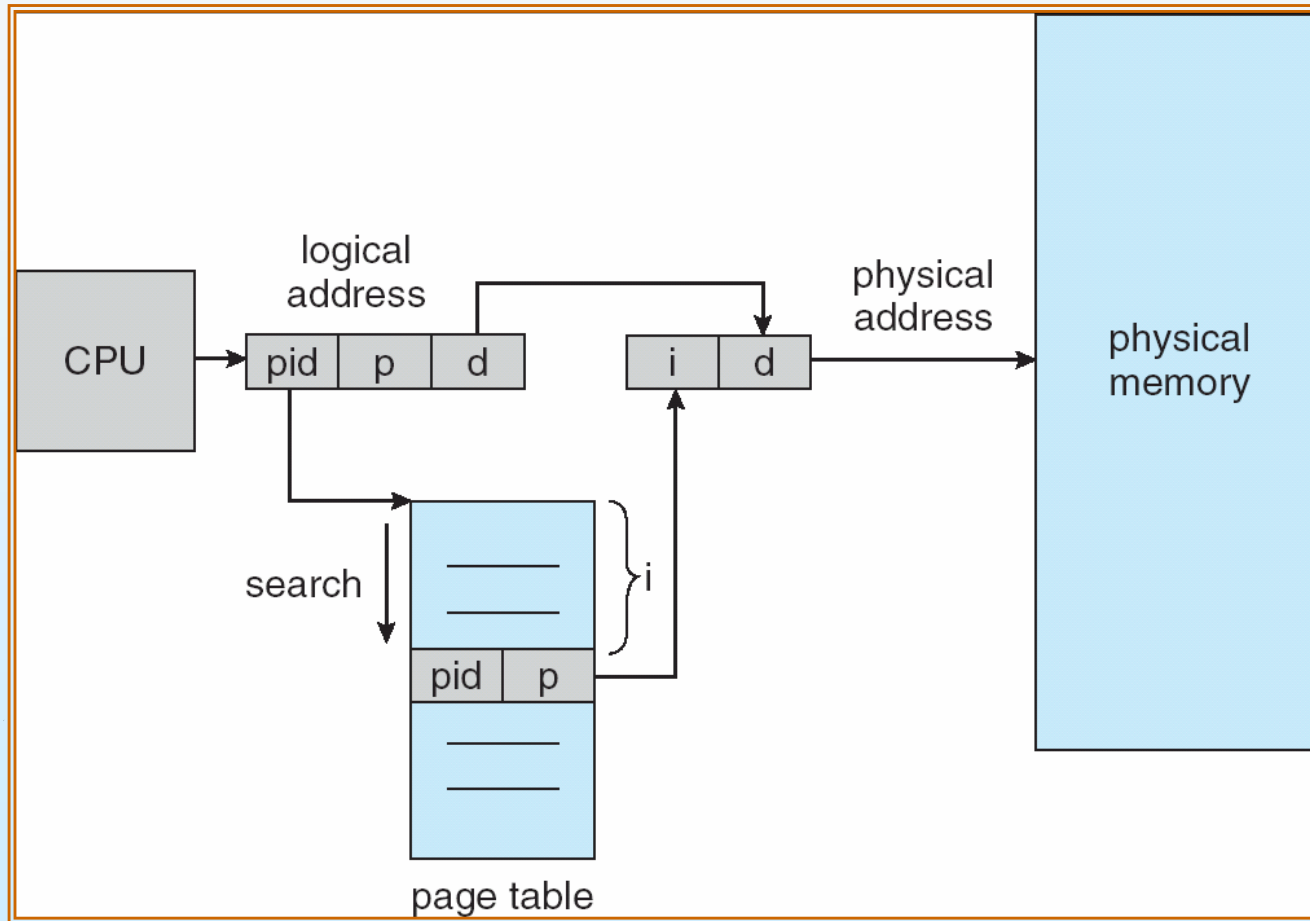 logical
address
CPU
pid p d
i d
physical
address
physical
memory
search
i
pid p
page table